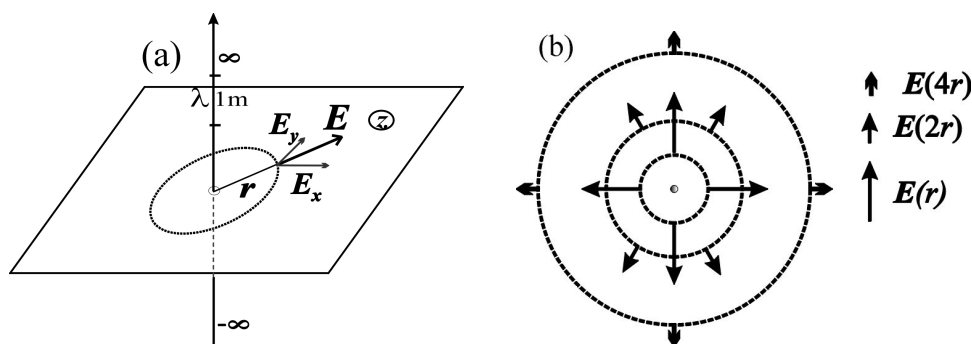 (a)
∞
λ 1m
E_y
E
z
r
E_x
-∞
(b)
E(4r)
E(2r)
E(r)